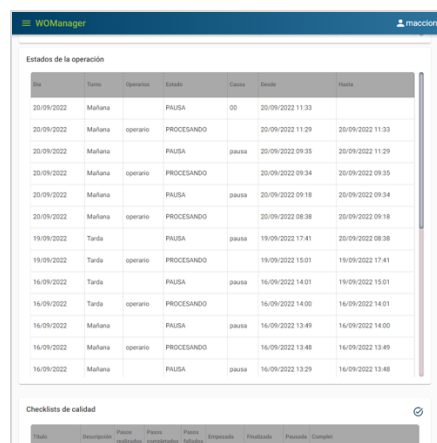 WOManager maccion
Estados de la operación
Día Turno Operarios Estado Causa Desde Hasta
20/09/2022 Mañana PAUSA 00 20/09/2022 11:33
20/09/2022 Mañana operario PROCESANDO 20/09/2022 11:29 20/09/2022 11:33
20/09/2022 Mañana PAUSA pausa 20/09/2022 09:35 20/09/2022 11:29
20/09/2022 Mañana operario PROCESANDO 20/09/2022 09:34 20/09/2022 09:35
20/09/2022 Mañana PAUSA pausa 20/09/2022 09:18 20/09/2022 09:34
20/09/2022 Mañana operario PROCESANDO 20/09/2022 08:38 20/09/2022 09:18
19/09/2022 Tarda PAUSA pausa 19/09/2022 17:41 20/09/2022 08:38
19/09/2022 Tarda operario PROCESANDO 19/09/2022 15:01 19/09/2022 17:41
16/09/2022 Tarda PAUSA pausa 16/09/2022 14:01 19/09/2022 15:01
16/09/2022 Tarda operario PROCESANDO 16/09/2022 14:00 16/09/2022 14:01
16/09/2022 Mañana PAUSA pausa 16/09/2022 13:49 16/09/2022 14:00
16/09/2022 Mañana operario PROCESANDO 16/09/2022 13:48 16/09/2022 13:49
16/09/2022 Mañana PAUSA pausa 16/09/2022 13:29 16/09/2022 13:48
Checklists de calidad
Título Descripción Pasos realizados Pasos completados Pasos fallados Empezada Finalizada Pausada Complet